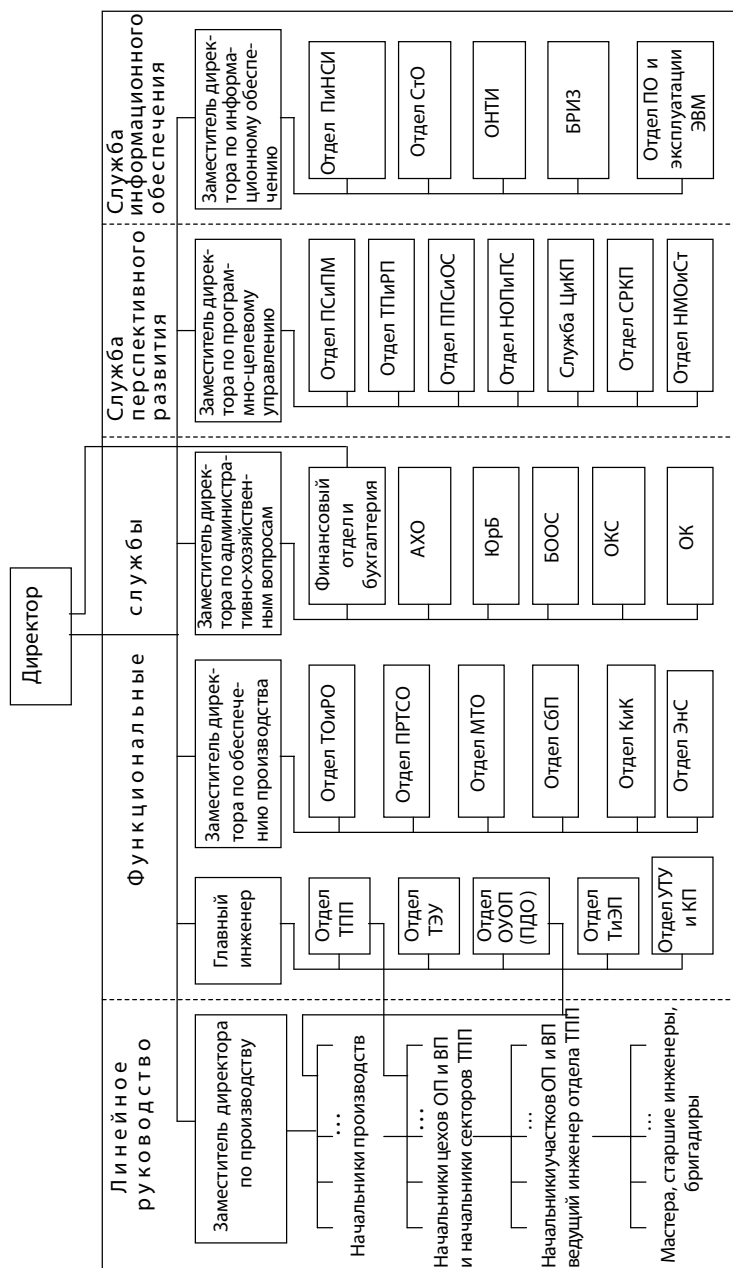 Директор
Линейное
руководство
Функциональные службы
Служба
перспективного
развития
Служба
информационного
обеспечения
Заместитель директора
по производству
Главный
инженер
Заместитель дирек-
тора по обеспече-
нию производства
Заместитель дирек-
тора по администра-
тивно-хозяйствен-
ным вопросам
Заместитель дирек-
тора по програм-
мно-целевому
управлению
Заместитель дирек-
тора по информа-
ционному обеспе-
чению
Начальники производств
...
Начальники цехов ОП и ВП
и начальники секторов ТПП
...
Начальники участков ОП и ВП
ведущий инженер отдела ТПП
...
Мастера, старшие инженеры,
бригадиры
...
Отдел
ТПП
Отдел
ТЭУ
Отдел
ОУОП
(ПДО)
Отдел
ТиЭП
Отдел УТУ
и КП
Отдел ТОиРО
Отдел ПРТСО
Отдел МТО
Отдел СбП
Отдел КиК
Отдел ЭнС
Финансовый
отдел и
бухгалтерия
АХО
ЮрБ
БООС
ОКС
ОК
Отдел ПСиПМ
Отдел ТПиРП
Отдел ППСиОС
Отдел НОПиПС
Служба ЦиКП
Отдел СРКП
Отдел НМОиСт
Отдел ПиНСИ
Отдел СтО
ОНТИ
БРИЗ
Отдел ПО и
эксплуатации
ЭВМ